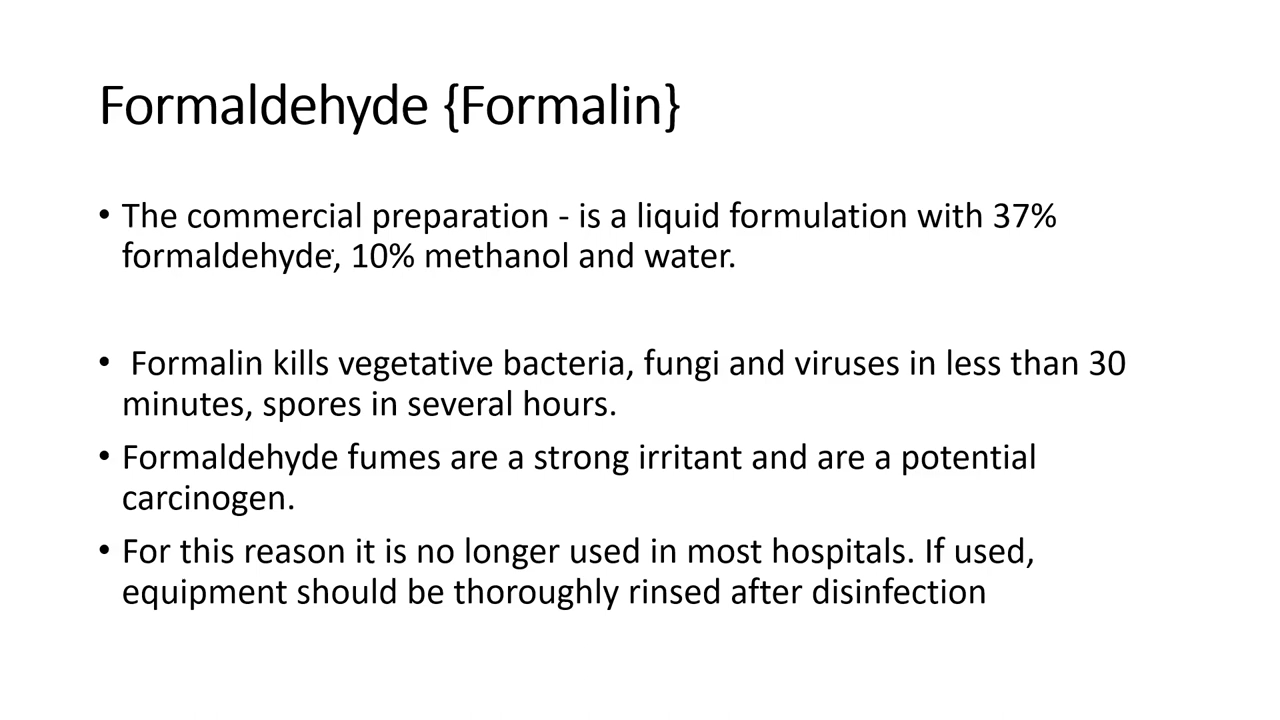 Formaldehyde {Formalin}
• The commercial preparation - is a liquid formulation with 37%
formaldehyde, 10% methanol and water.
• Formalin kills vegetative bacteria, fungi and viruses in less than 30
minutes, spores in several hours.
• Formaldehyde fumes are a strong irritant and are a potential
carcinogen.
• For this reason it is no longer used in most hospitals. If used,
equipment should be thoroughly rinsed after disinfection